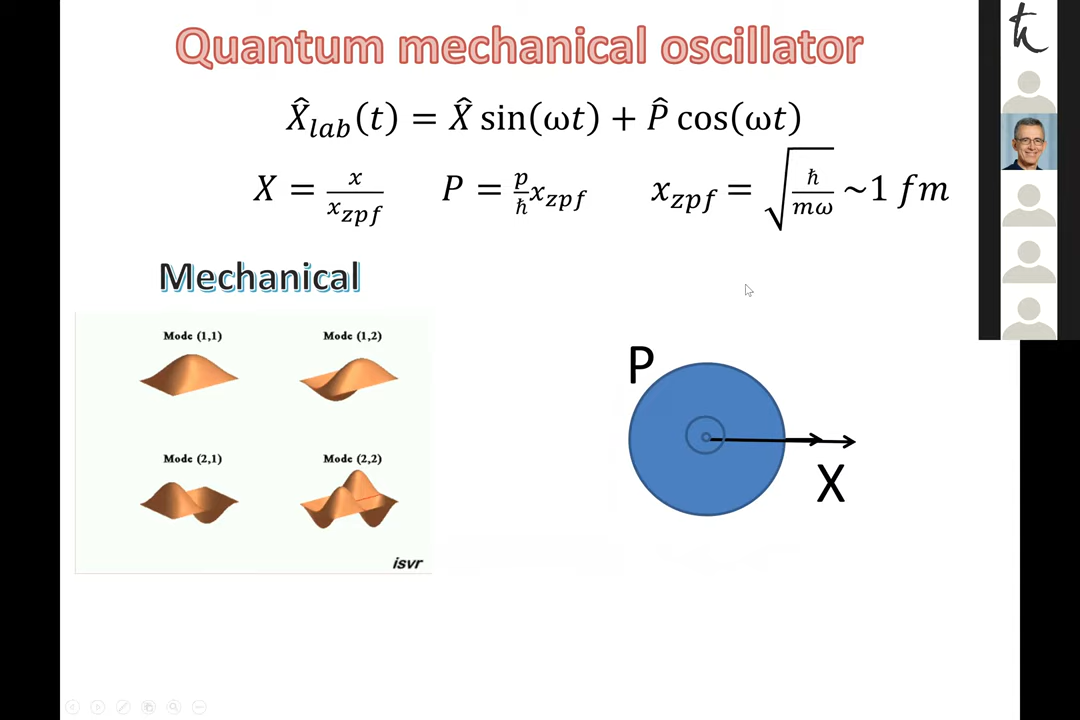 Quantum mechanical oscillator
X̂_lab(t) = X̂ sin(ωt) + P̂ cos(ωt)
X = x/x_zpf P = p/ħ x_zpf x_zpf = √(ħ/mω) ~1 fm
Mechanical
Mode (1,1) Mode (1,2)
Mode (2,1) Mode (2,2)
isvr
P
X
ħ